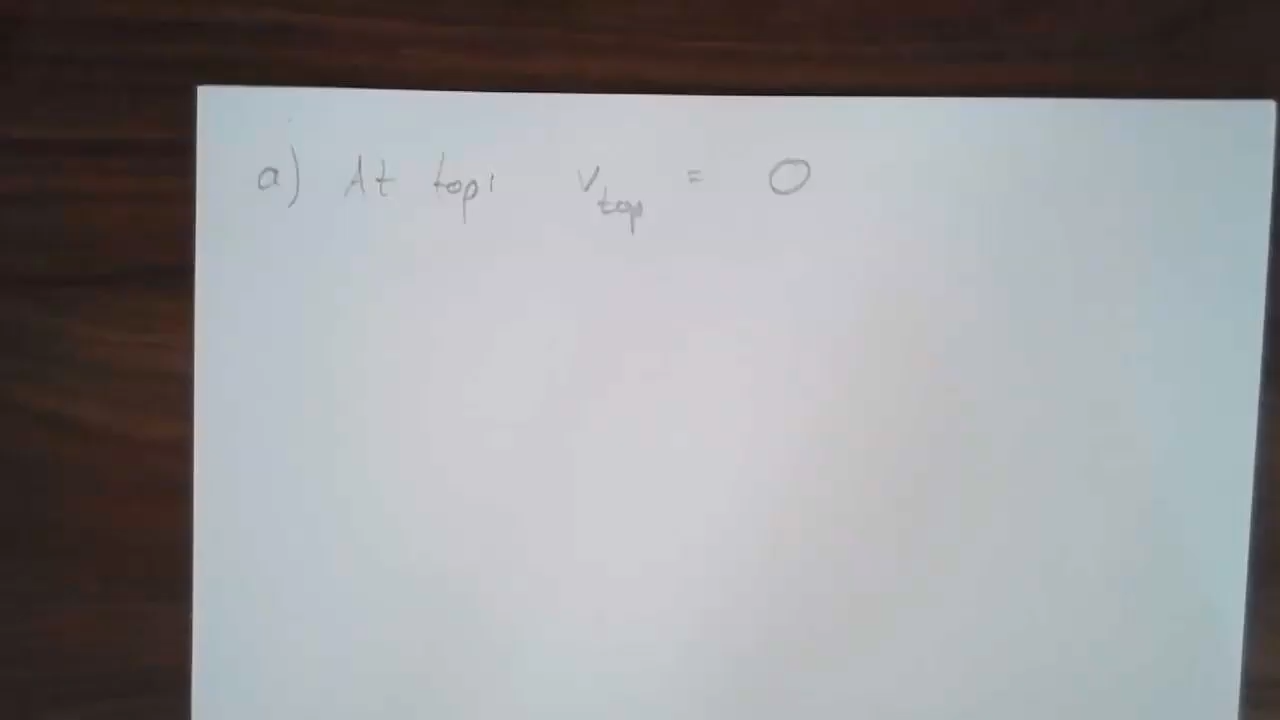 a) At top: v_top = 0